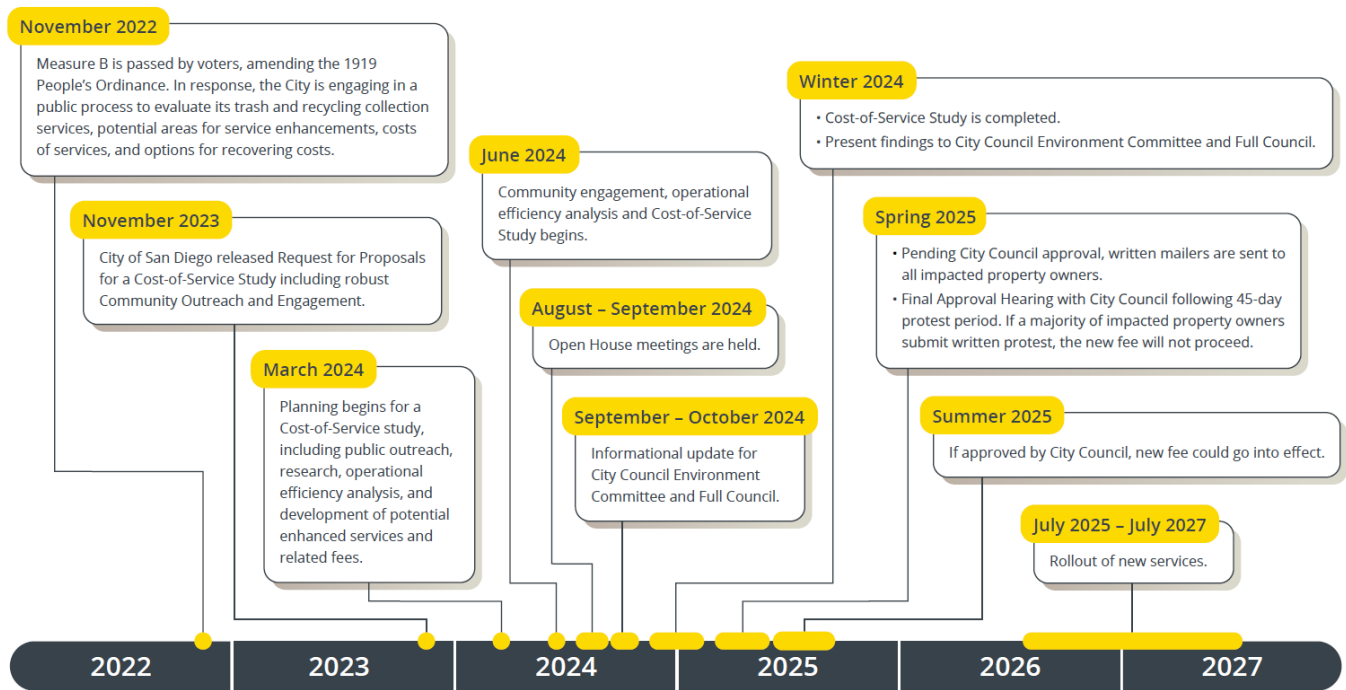 November 2022
Measure B is passed by voters, amending the 1919
People's Ordinance. In response, the City is engaging in a
public process to evaluate its trash and recycling collection
services, potential areas for service enhancements, costs
of services, and options for recovering costs.
November 2023
City of San Diego released Request for Proposals
for a Cost-of-Service Study including robust
Community Outreach and Engagement.
March 2024
Planning begins for a
Cost-of-Service study,
including public outreach,
research, operational
efficiency analysis, and
development of potential
enhanced services and
related fees.
June 2024
Community engagement, operational
efficiency analysis and Cost-of-Service
Study begins.
August – September 2024
Open House meetings are held.
September – October 2024
Informational update for
City Council Environment
Committee and Full Council.
Winter 2024
• Cost-of-Service Study is completed.
• Present findings to City Council Environment Committee and Full Council.
Spring 2025
• Pending City Council approval, written mailers are sent to
all impacted property owners.
• Final Approval Hearing with City Council following 45-day
protest period. If a majority of impacted property owners
submit written protest, the new fee will not proceed.
Summer 2025
If approved by City Council, new fee could go into effect.
July 2025 – July 2027
Rollout of new services.
2022 2023 2024 2025 2026 2027